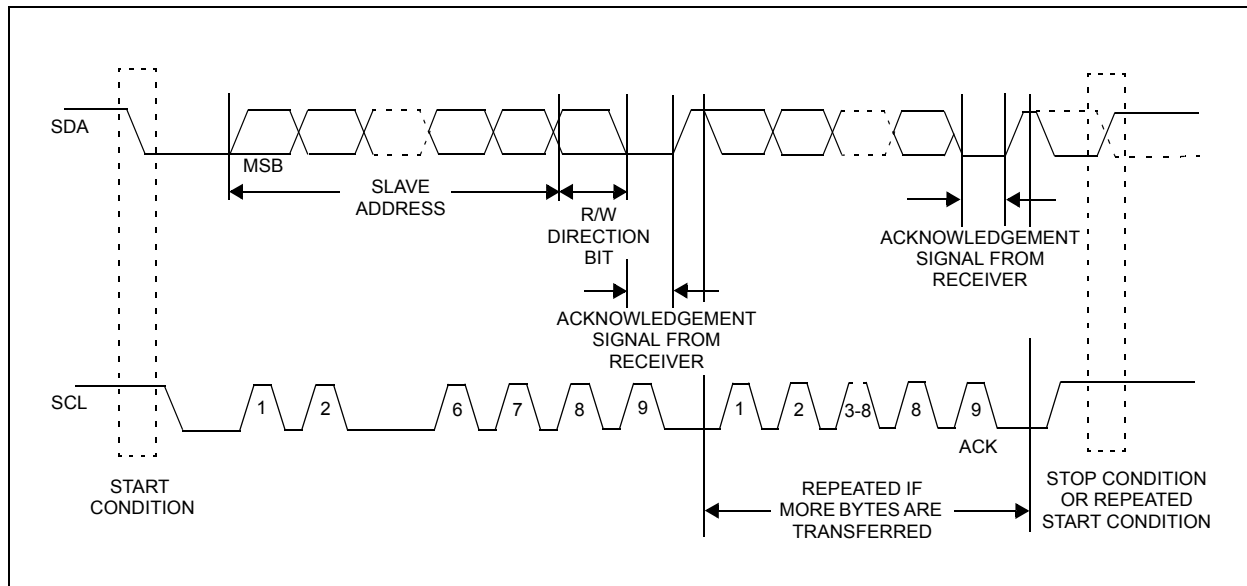 SDA
MSB
SLAVE
ADDRESS
R/W
DIRECTION
BIT
ACKNOWLEDGEMENT
SIGNAL FROM
RECEIVER
ACKNOWLEDGEMENT
SIGNAL FROM
RECEIVER
SCL
1 2 6 7 8 9 1 2 3-8 8 9
ACK
START
CONDITION
REPEATED IF
MORE BYTES ARE
TRANSFERRED
STOP CONDITION
OR REPEATED
START CONDITION